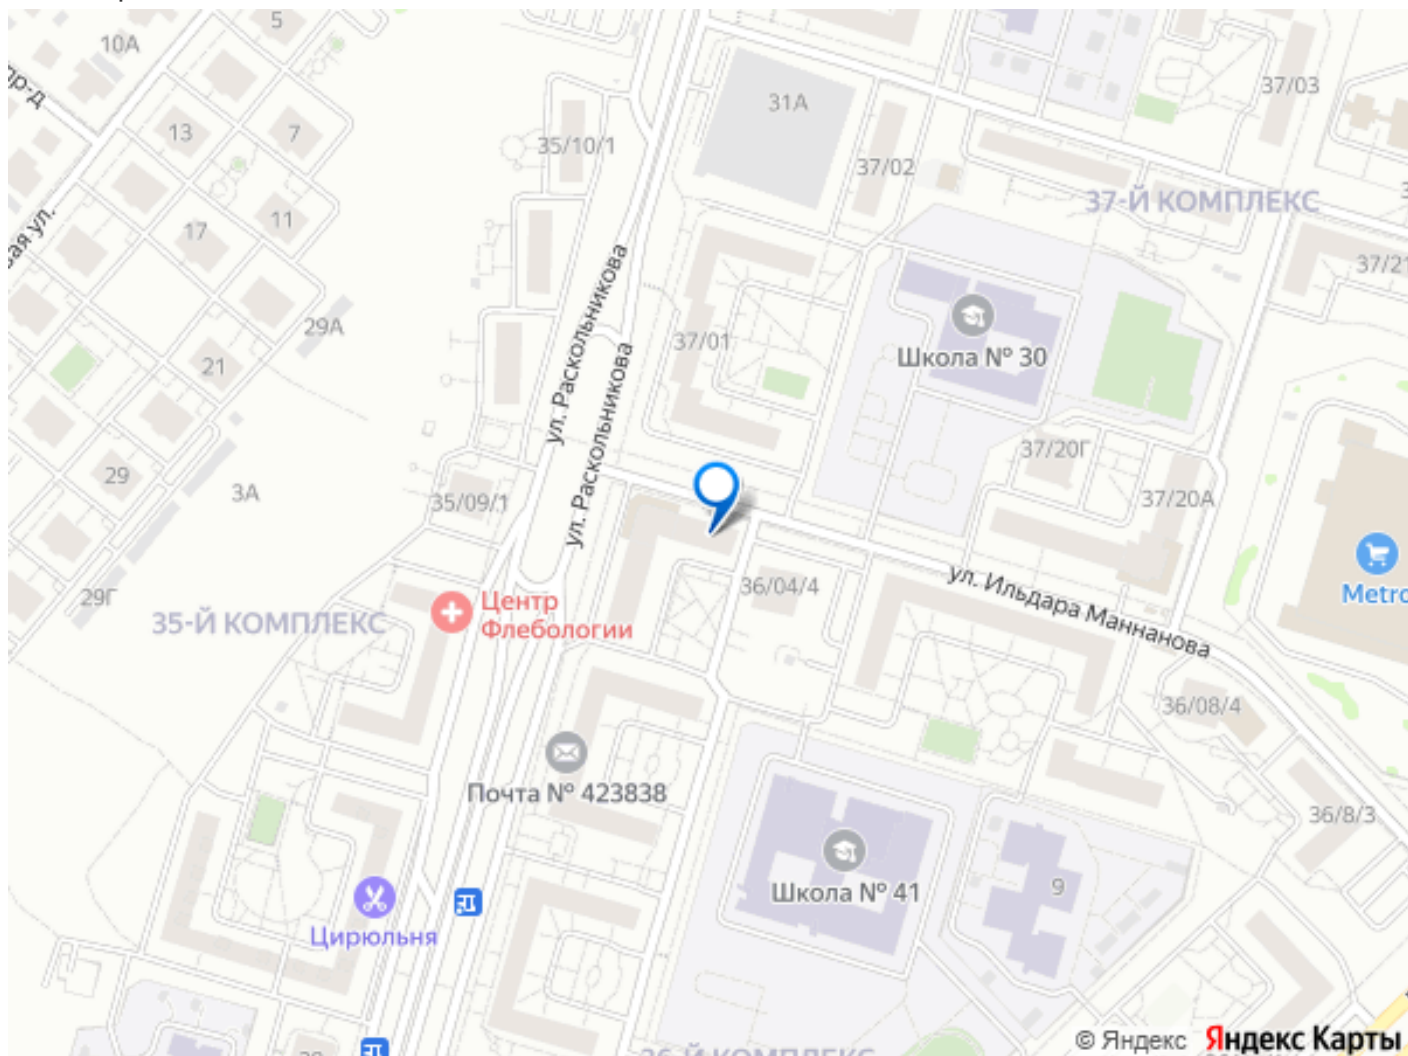 5
10А
пр-д
13
7
35/10/1
31А
37/03
37/02
37-Й КОМПЛЕКС
11
17
вая ул.
ул. Раскольникова
37/21
29А
37/01
Школа № 30
21
ул. Раскольникова
29
3А
35/09/1
37/20Г
37/20А
29Г
35-Й КОМПЛЕКС
Центр
Флебологии
36/04/4
ул. Ильдара Маннанова
Metro
36/08/4
Почта № 423838
36/8/3
Школа № 41
9
Цирюльня
© Яндекс Яндекс Карты